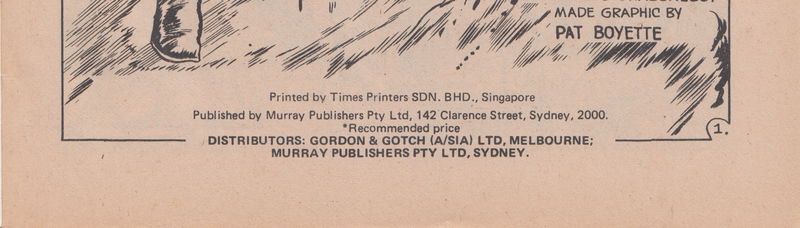 MADE GRAPHIC BY
PAT BOYETTE
Printed by Times Printers SDN. BHD., Singapore
Published by Murray Publishers Pty Ltd, 142 Clarence Street, Sydney, 2000.
*Recommended price
DISTRIBUTORS: GORDON & GOTCH (A/SIA) LTD, MELBOURNE;
MURRAY PUBLISHERS PTY LTD, SYDNEY.
1.